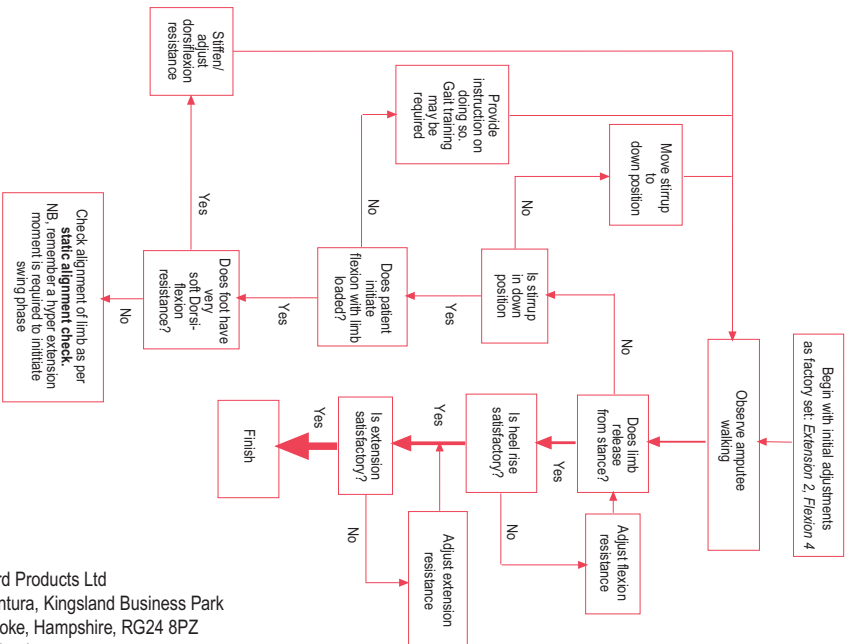 Begin with initial adjustments
as factory set: Extension 2, Flexion 4
Observe amputee
walking
Does limb
release
from stance?
No
Yes
Adjust flexion
resistance
Is heel rise
satisfactory?
No
Yes
Adjust extension
resistance
Is extension
satisfactory?
No
Yes
Finish
Is stirrup
in down
position
No
Yes
Move stirrup
to
down position
Does patient
initiate
flexion with limb
loaded?
No
Yes
Provide
instruction on
doing so.
Gait training
may be
required
Does foot have
very
soft Dorsi-
flexion
resistance?
Yes
No
Stiffen/
adjust
dorsiflexion
resistance
Check alignment of limb as per
static alignment check.
NB, remember a hyper extension
moment is required to inititiate
swing phase
rd Products Ltd
ntura, Kingsland Business Park
oke, Hampshire, RG24 8PZ